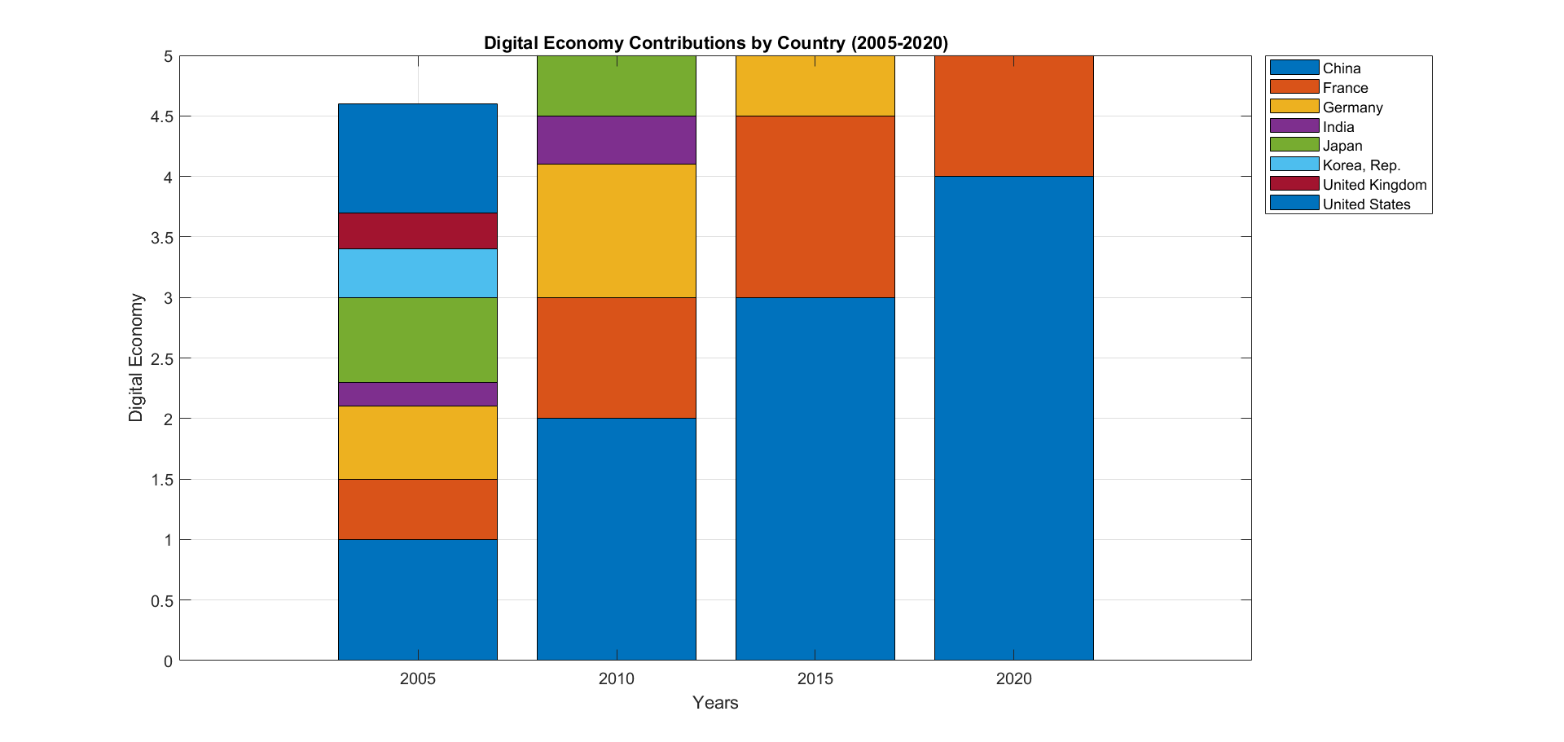 Digital Economy Contributions by Country (2005-2020)
5
4.5
4
3.5
3
2.5
2
1.5
1
0.5
0
Digital Economy
2005 2010 2015 2020
Years
China
France
Germany
India
Japan
Korea, Rep.
United Kingdom
United States